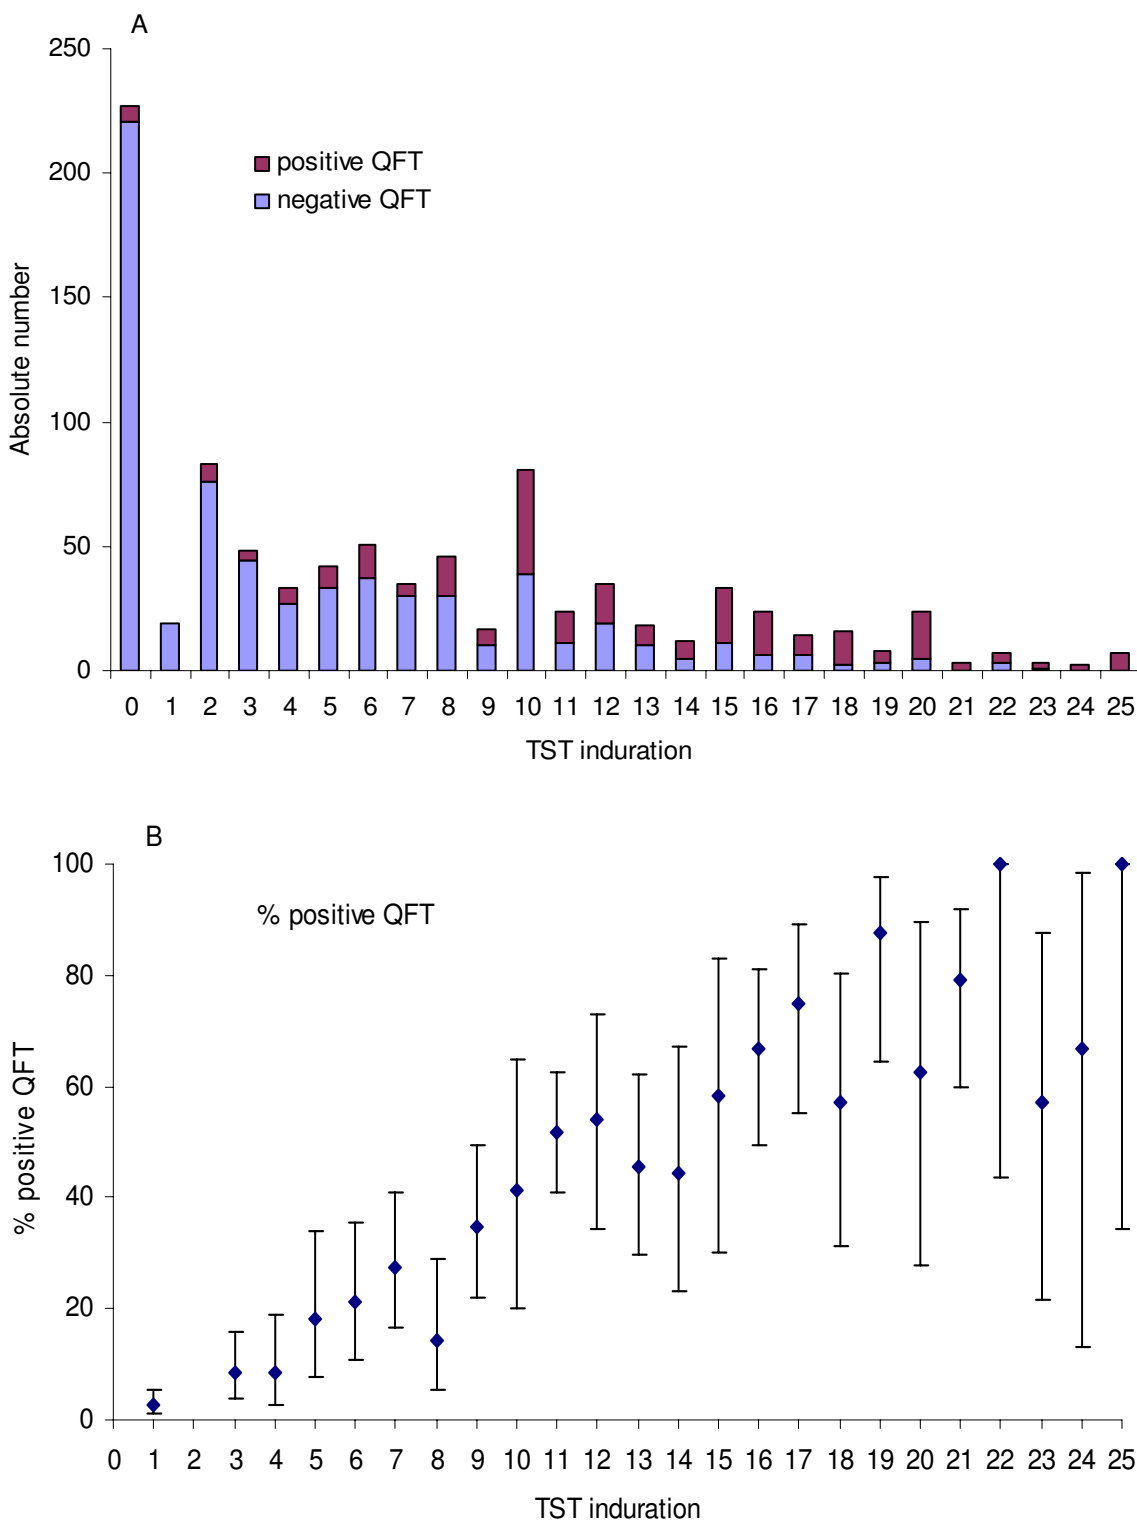 A
250
200
150
100
50
0
Absolute number
positive QFT
negative QFT
0 1 2 3 4 5 6 7 8 9 10 11 12 13 14 15 16 17 18 19 20 21 22 23 24 25
TST induration
B
100
80
60
40
20
0
% positive QFT
% positive QFT
0 1 2 3 4 5 6 7 8 9 10 11 12 13 14 15 16 17 18 19 20 21 22 23 24 25
TST induration